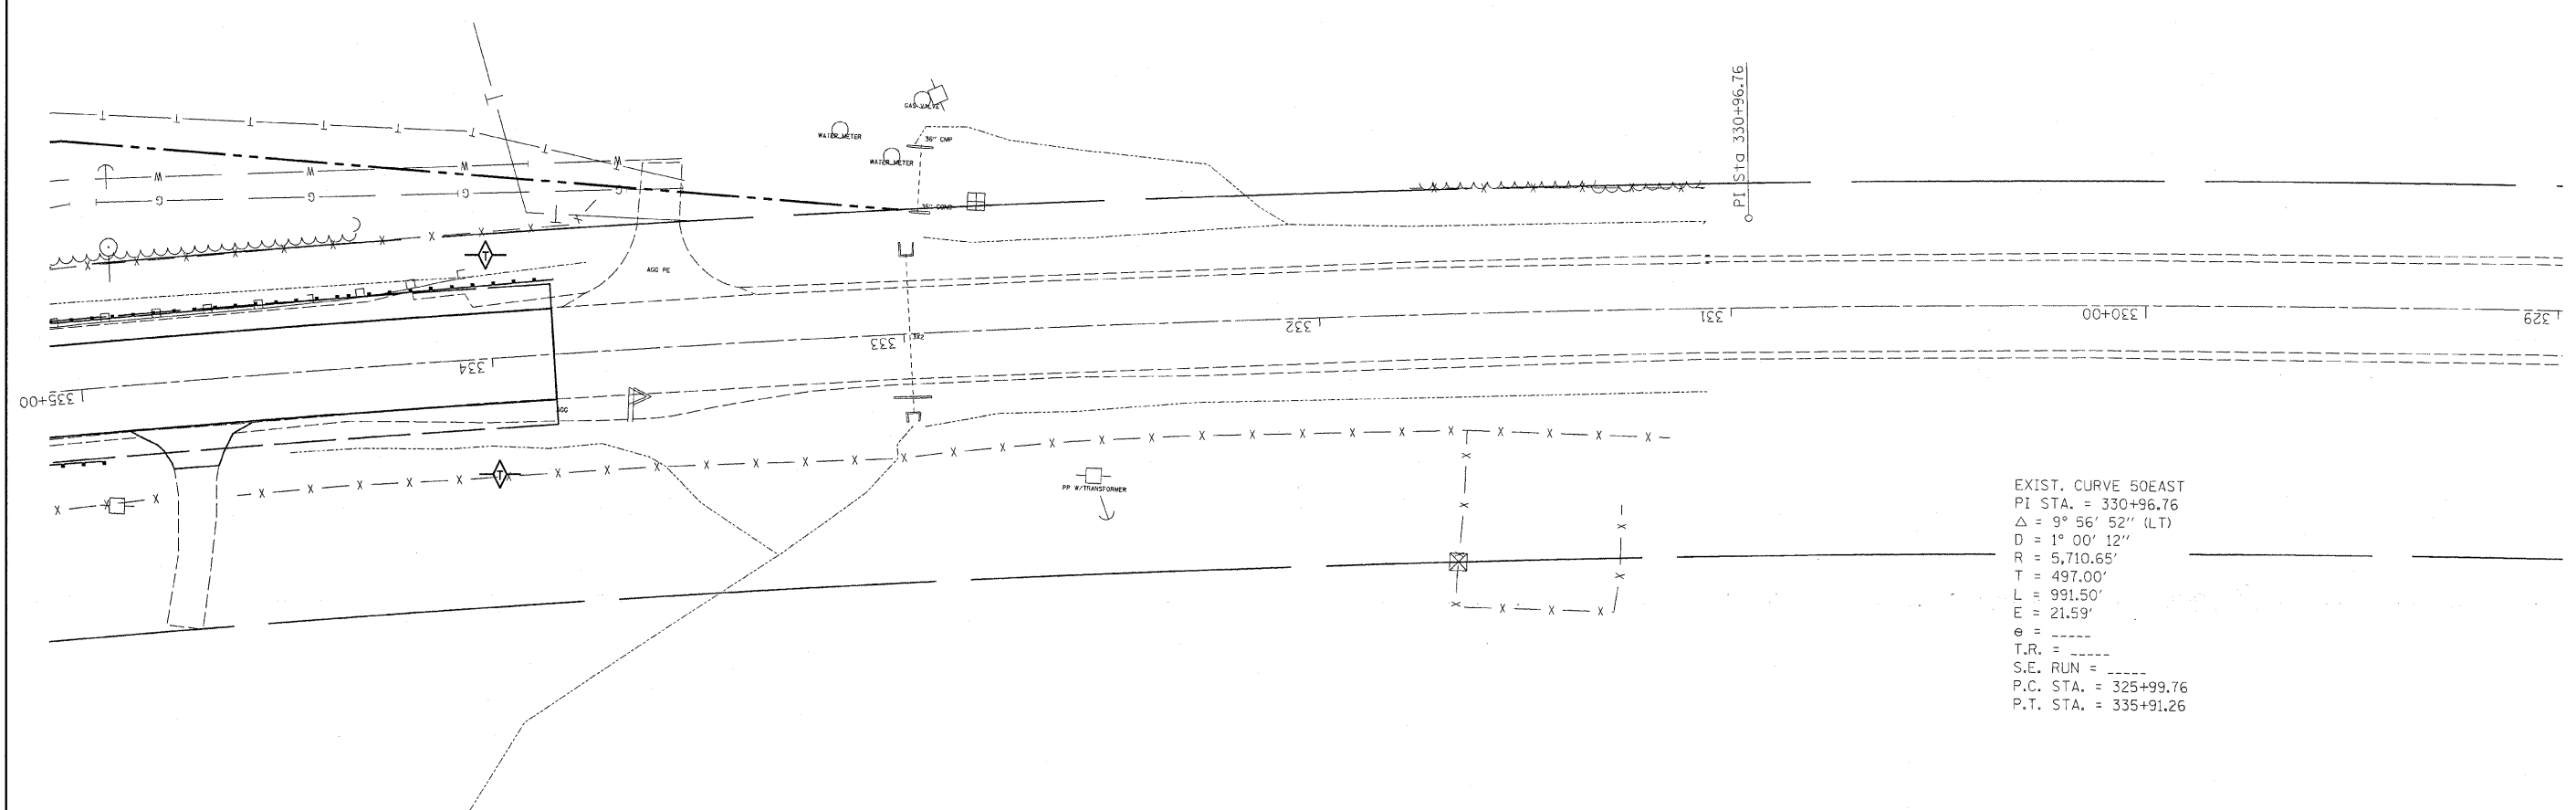 PI Sta 330+96.76
GAS VALVE
WATER METER
36" CMP
WATER METER
T T T T T T
T
T
W W W W
G G G G
T
AGG PE
335+00
334
333
3X2
332
331
330+00
329
AGG
T
T
PP W/TRANSFORMER
EXIST. CURVE 50EAST
PI STA. = 330+96.76
Δ = 9° 56' 52" (LT)
D = 1° 00' 12"
R = 5,710.65'
T = 497.00'
L = 991.50'
E = 21.59'
e = _____
T.R. = _____
S.E. RUN = _____
P.C. STA. = 325+99.76
P.T. STA. = 335+91.26